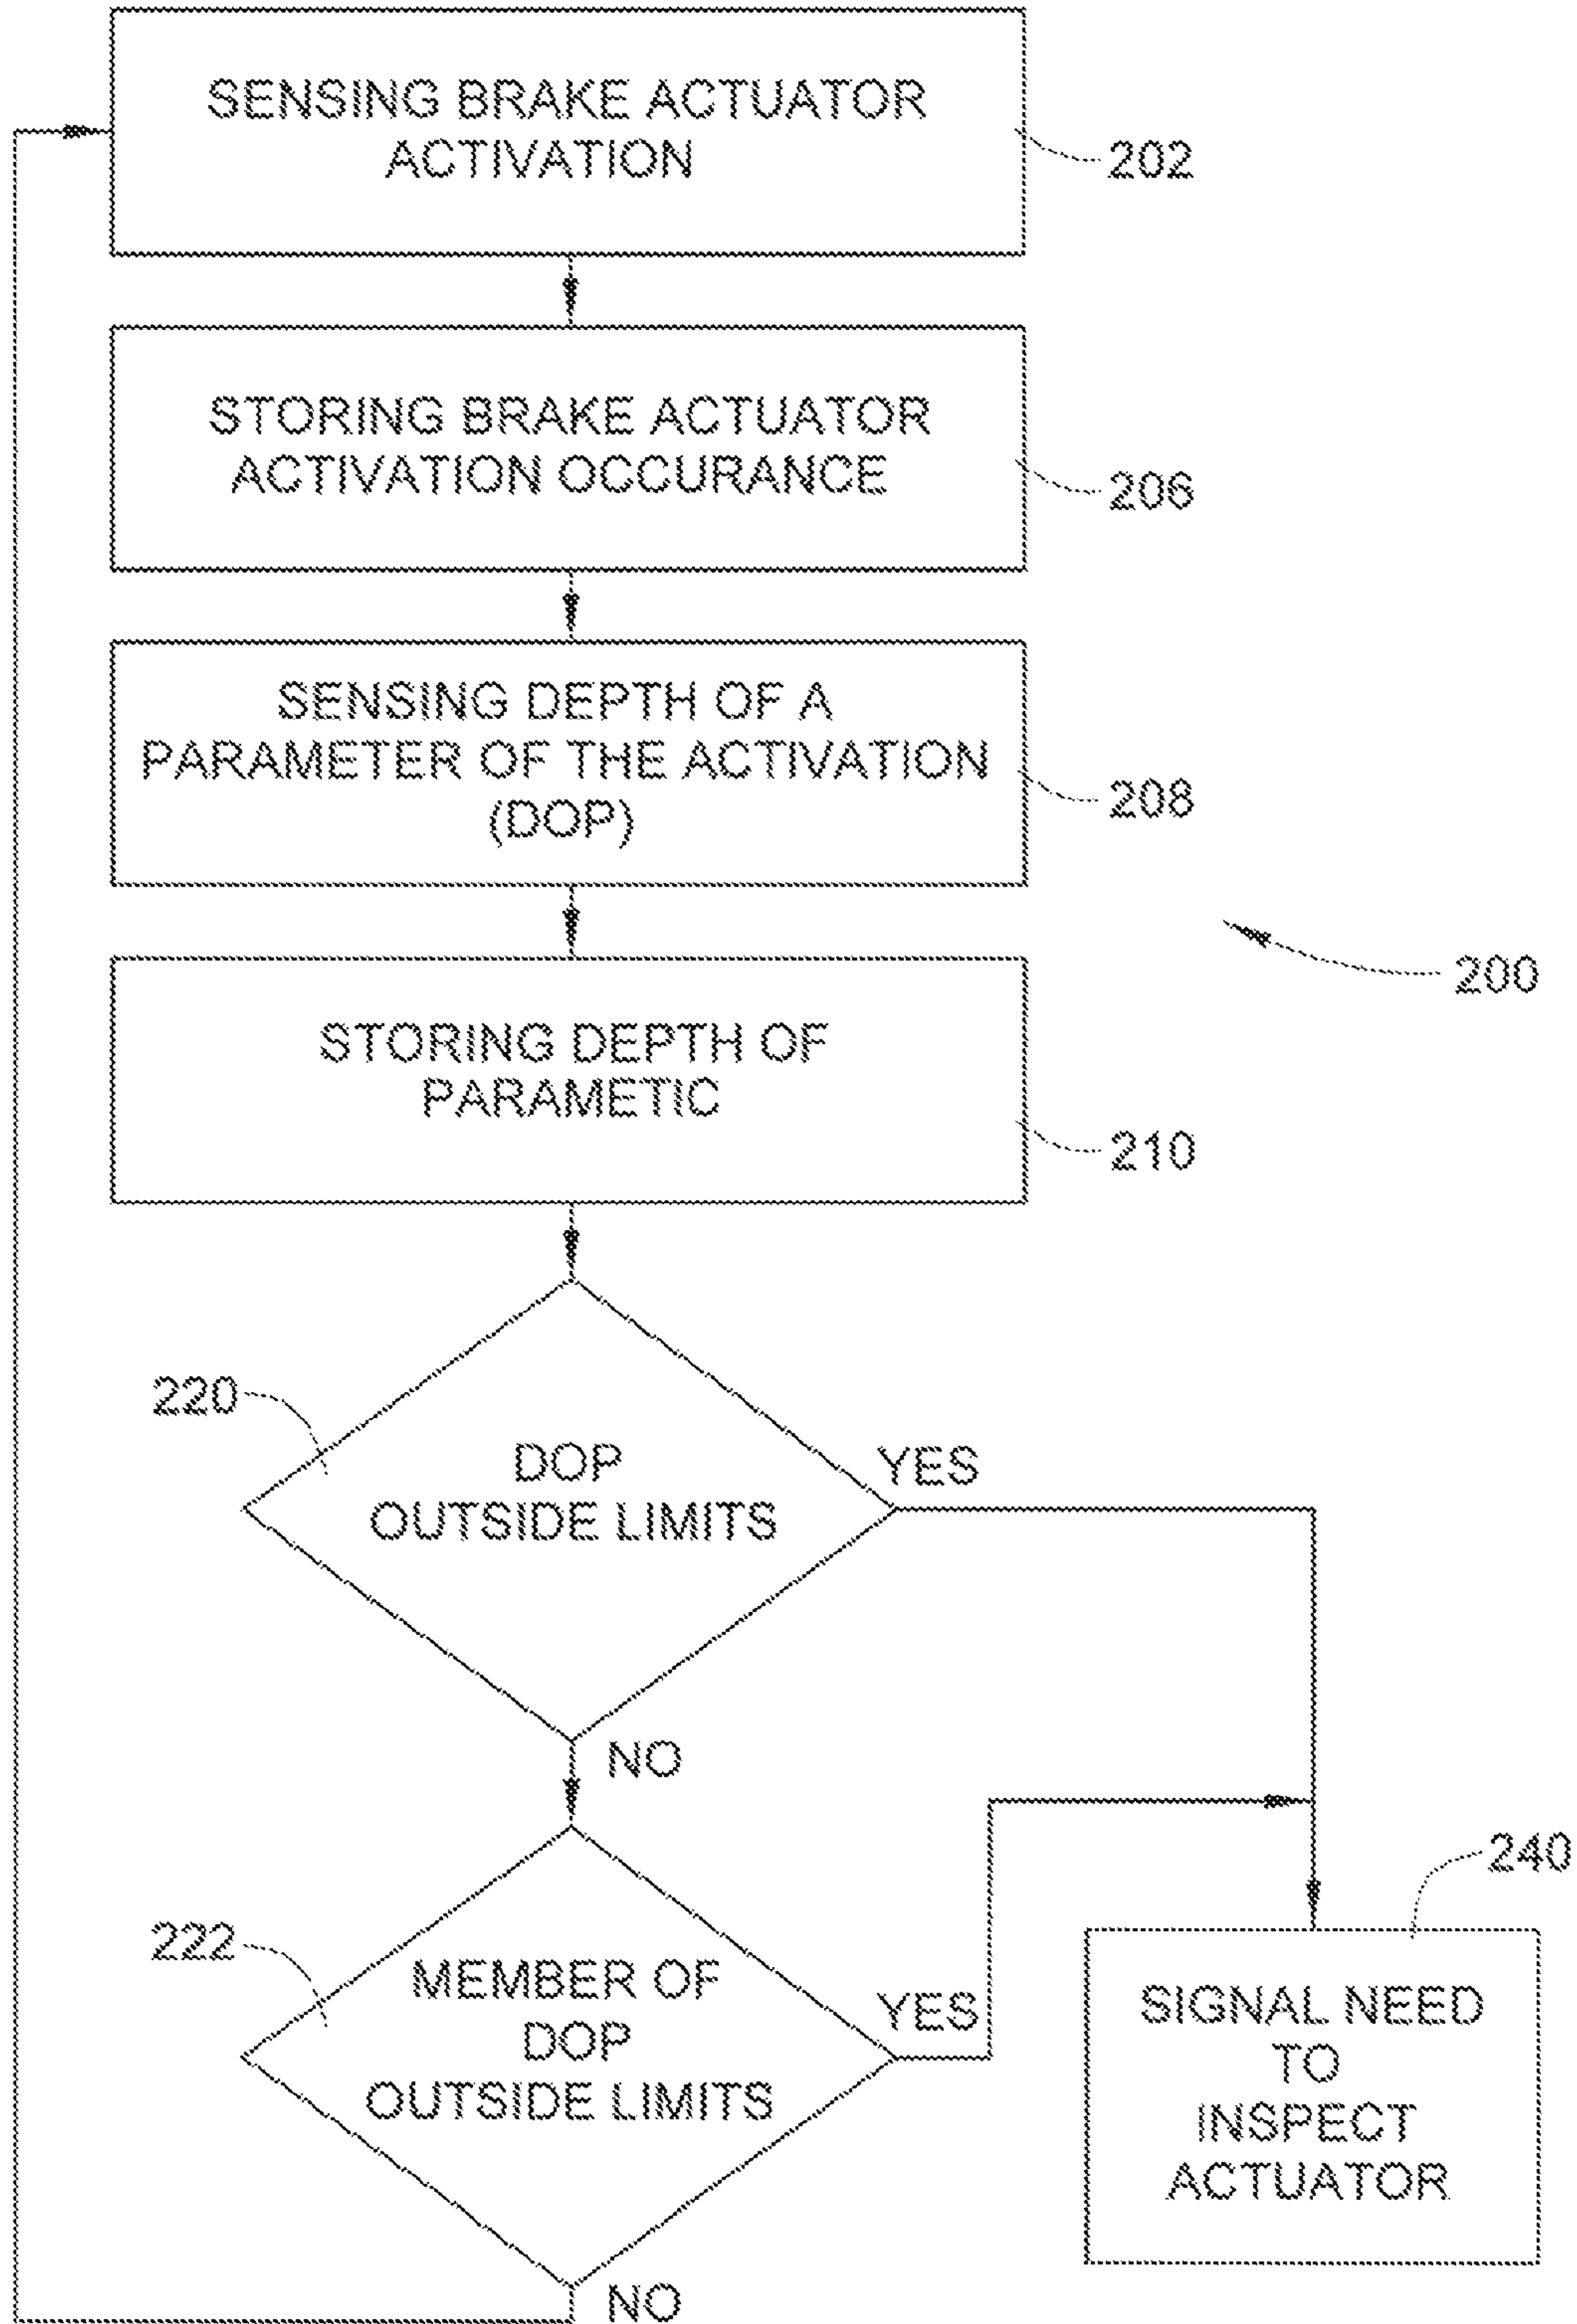 SENSING BRAKE ACTUATOR
ACTIVATION
202
STORING BRAKE ACTUATOR
ACTIVATION OCCURANCE
206
SENSING DEPTH OF A
PARAMETER OF THE ACTIVATION
(DOP)
208
200
STORING DEPTH OF
PARAMETIC
210
220
DOP
OUTSIDE LIMITS
YES
NO
240
222
MEMBER OF
DOP
OUTSIDE LIMITS
YES
NO
SIGNAL NEED
TO
INSPECT
ACTUATOR